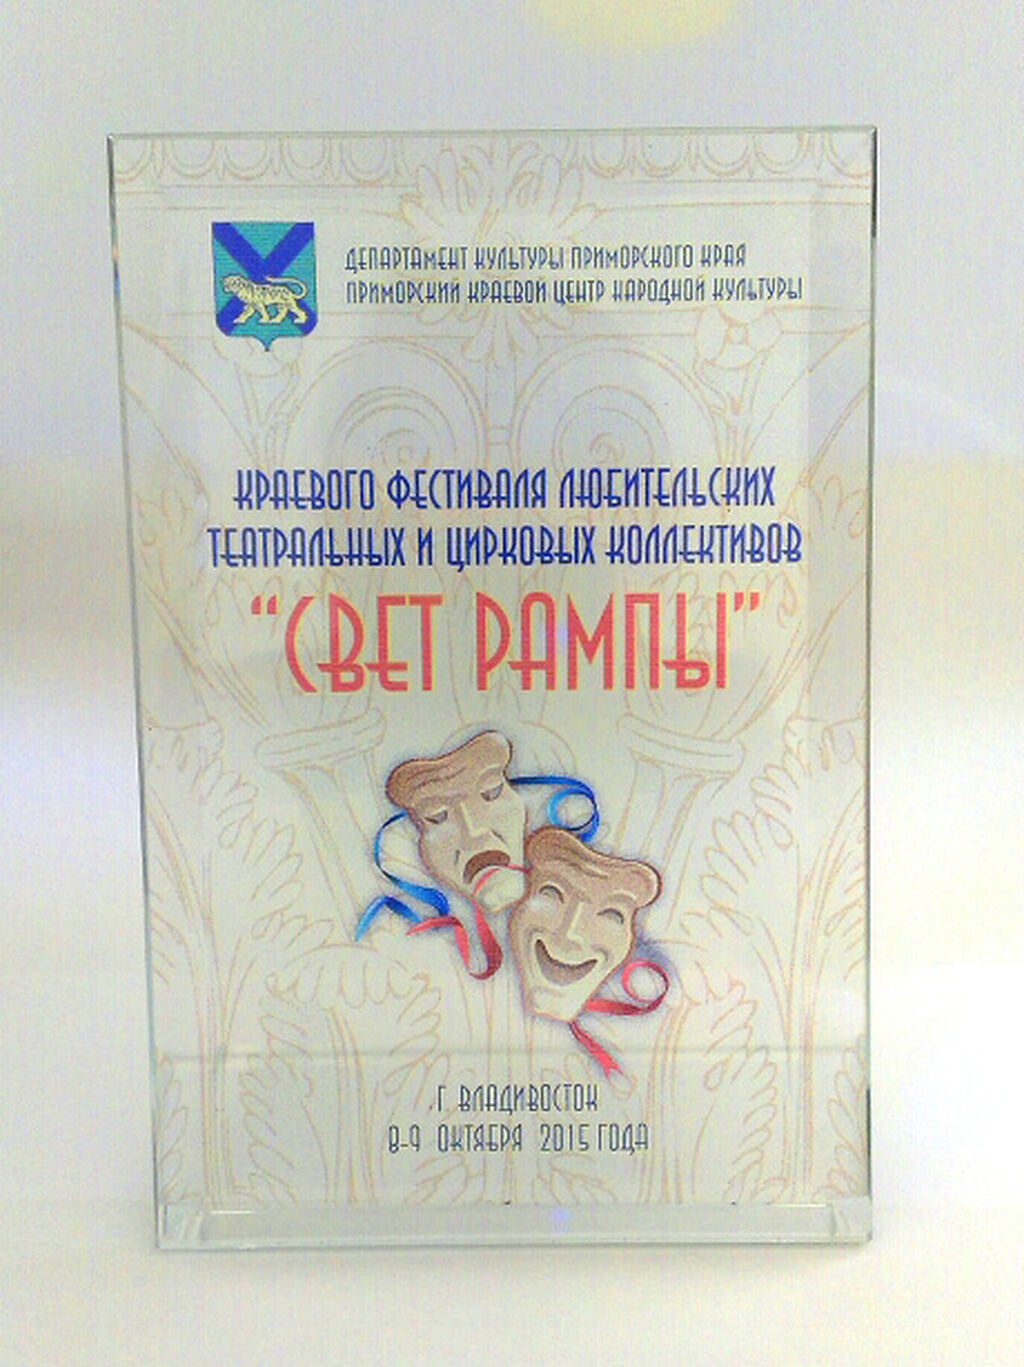 ДЕПАРТАМЕНТ КУЛЬТУРЫ ПРИМОРСКОГО КРАЯ
ПРИМОРСКИЙ КРАЕВОЙ ЦЕНТР НАРОДНОЙ КУЛЬТУРЫ
КРАЕВОГО ФЕСТИВАЛЯ ЛЮБИТЕЛЬСКИХ
ТЕАТРАЛЬНЫХ И ЦИРКОВЫХ КОЛЛЕКТИВОВ
“СВЕТ РАМПЫ”
Г. ВЛАДИВОСТОК
8-9 ОКТЯБРЯ 2015 ГОДА